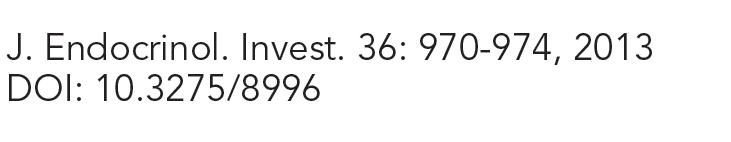 J. Endocrinol. Invest. 36: 970-974, 2013
DOI: 10.3275/8996